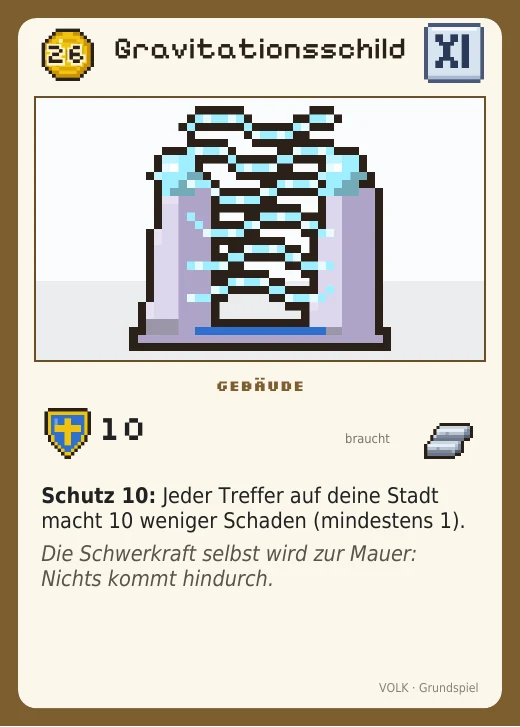 26 Gravitationsschild XI
GEBÄUDE
10 braucht
Schutz 10: Jeder Treffer auf deine Stadt
macht 10 weniger Schaden (mindestens 1).
Die Schwerkraft selbst wird zur Mauer:
Nichts kommt hindurch.
VOLK · Grundspiel